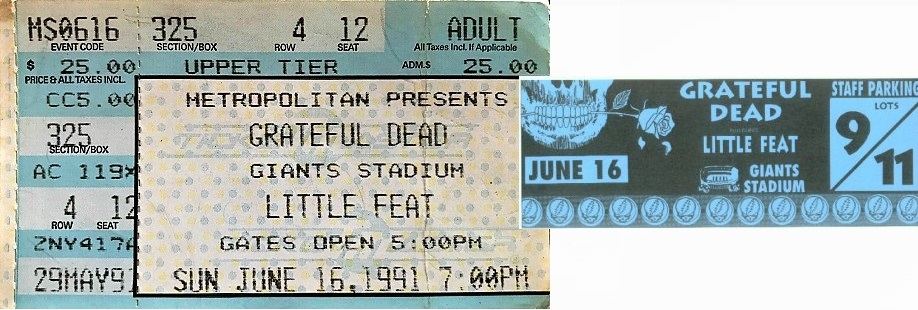 MS0616 325 4 12 ADULT
EVENT CODE SECTION/BOX ROW SEAT All Taxes Incl. If Applicable
$ 25.00 UPPER TIER ADM.$ 25.00
PRICE & ALL TAXES INCL.
CC5.00
325
SECTION/BOX
AC 119X
4 12
ROW SEAT
ZNY417A
29MAY91
METROPOLITAN PRESENTS
GRATEFUL DEAD
GIANTS STADIUM
LITTLE FEAT
GATES OPEN 5:00PM
SUN JUNE 16,1991 7:00PM
JUNE 16
GRATEFUL
DEAD
LITTLE FEAT
GIANTS
STADIUM
STAFF PARKING
LOTS
9/11